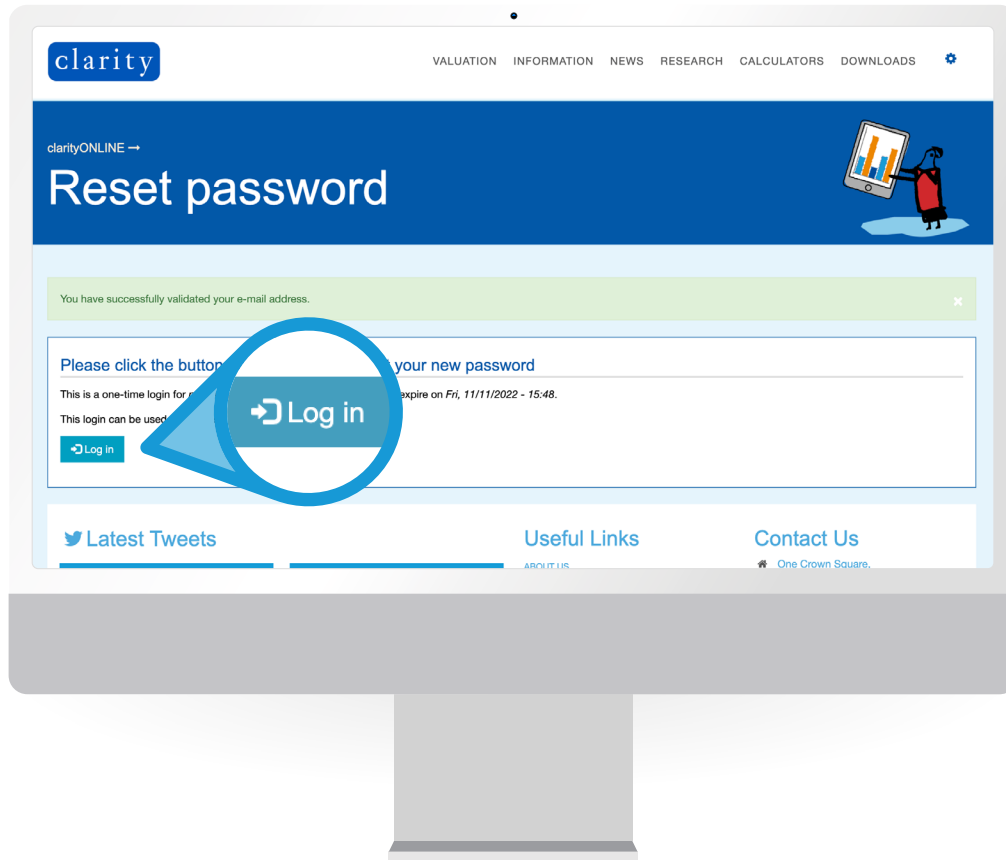 clarity
VALUATION INFORMATION NEWS RESEARCH CALCULATORS DOWNLOADS
clarityONLINE →
Reset password
You have successfully validated your e-mail address.
×
Please click the button your new password
This is a one-time login for expire on Fri, 11/11/2022 - 15:48.
This login can be used
Log in
Log in
Latest Tweets
Useful Links
Contact Us
ABOUT US
One Crown Square,